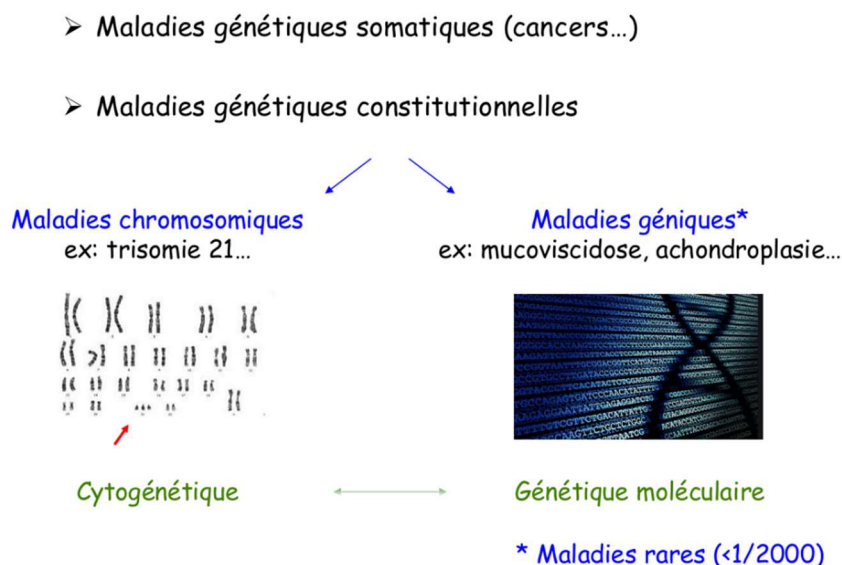 ➢ Maladies génétiques somatiques (cancers…)
➢ Maladies génétiques constitutionnelles
Maladies chromosomiques
ex: trisomie 21…
Maladies géniques*
ex: mucoviscidose, achondroplasie…
Cytogénétique
Génétique moléculaire
* Maladies rares (<1/2000)